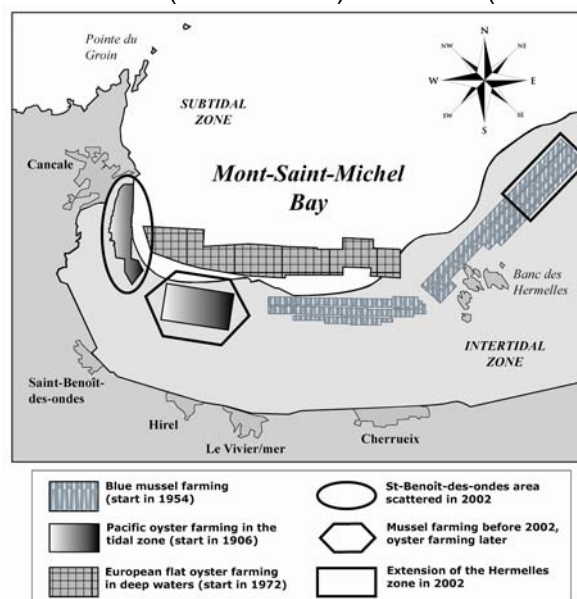 Pointe du
Groin
SUBTIDAL
ZONE
N
NW
NE
W
E
SW
SE
S
Cancale
Mont-Saint-Michel
Bay
Banc des
Hermelles
INTERTIDAL
ZONE
Saint-Benoît-
des-ondes
Hirel
Le Vivier/mer
Cherrueix
Blue mussel farming
(start in 1954)
Pacific oyster farming in the
tidal zone (start in 1906)
European flat oyster farming
in deep waters (start in 1972)
St-Benoît-des-ondes area
scattered in 2002
Mussel farming before 2002,
oyster farming later
Extension of the Hermelles
zone in 2002